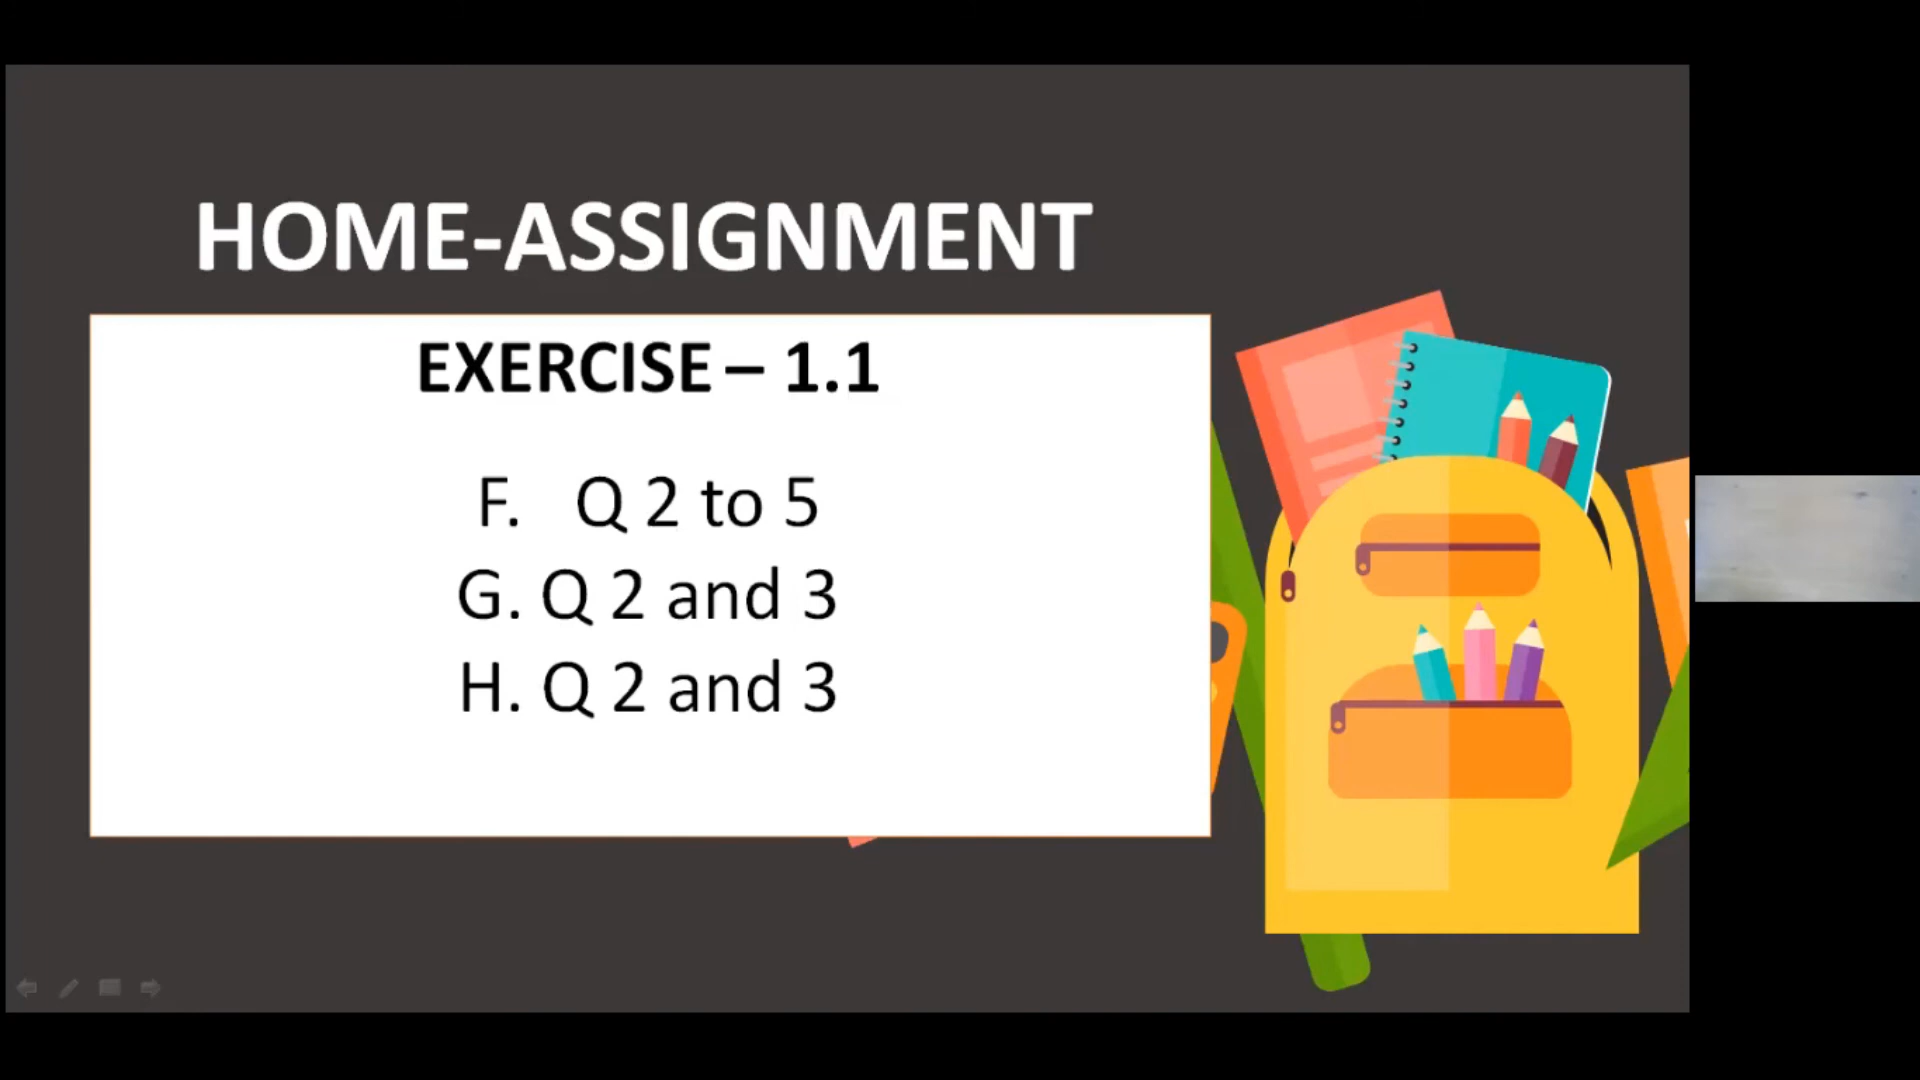 HOME-ASSIGNMENT
EXERCISE – 1.1
F. Q 2 to 5
G. Q 2 and 3
H. Q 2 and 3